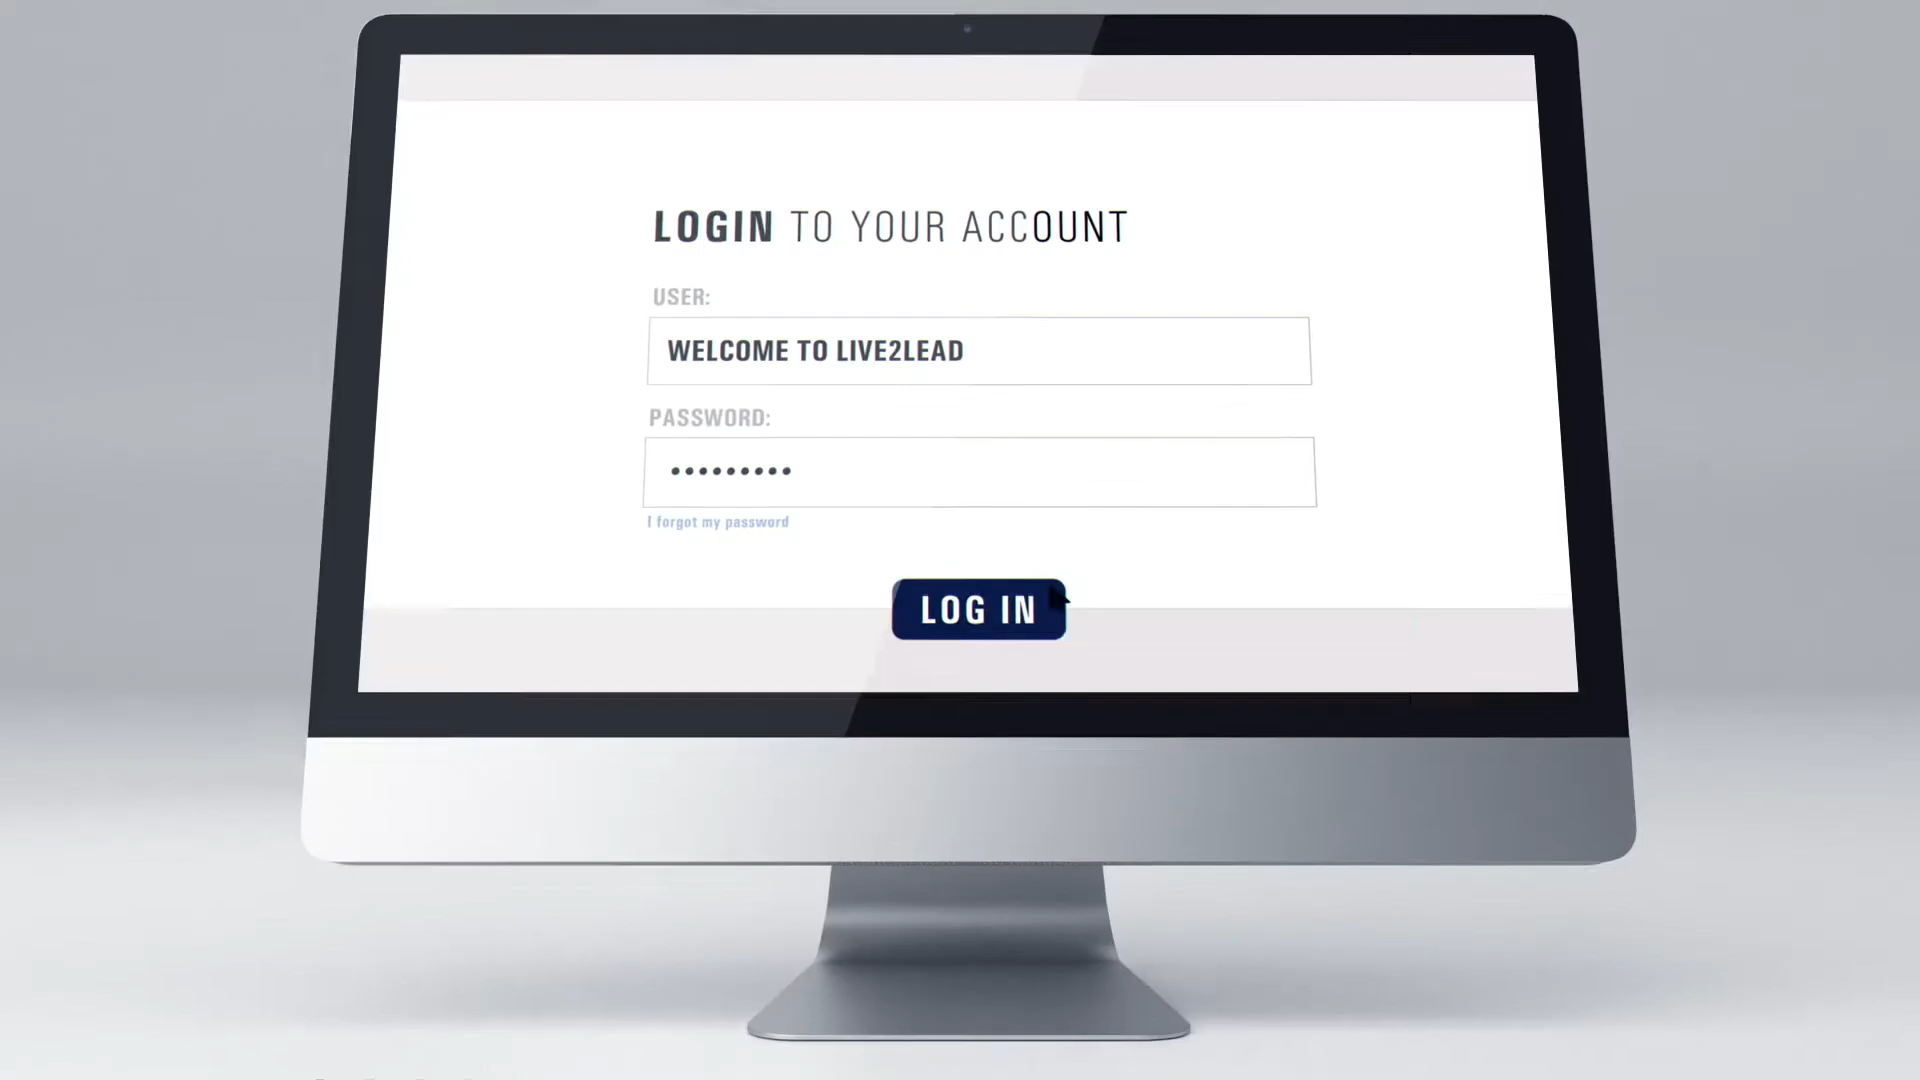 LOGIN TO YOUR ACCOUNT
USER:
WELCOME TO LIVE2LEAD
PASSWORD:
•••••••••
I forgot my password
LOG IN